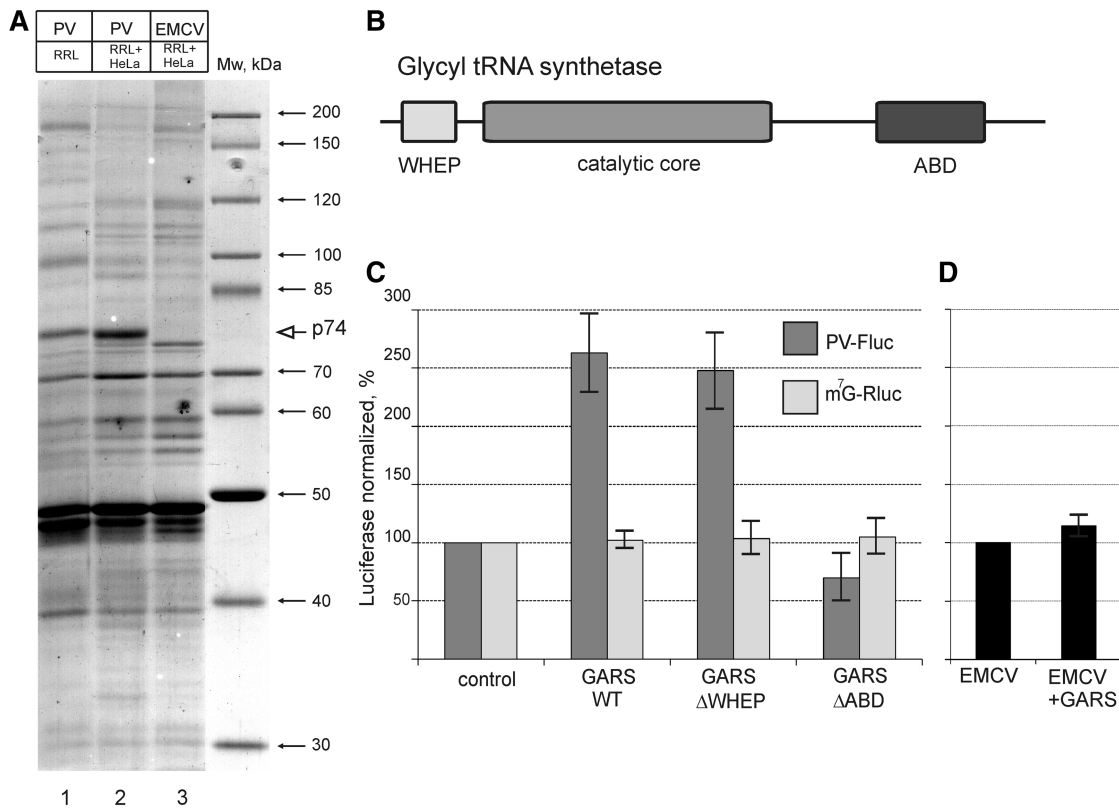 A
PV PV EMCV
RRL RRL+ RRL+
HeLa HeLa
Mw, kDa
200
150
120
100
85
p74
70
60
50
40
30
1 2 3
B
Glycyl tRNA synthetase
WHEP catalytic core ABD
C
Luciferase normalized, %
300
250
200
150
100
50
PV-Fluc
m7G-Rluc
control GARS GARS GARS
WT ΔWHEP ΔABD
D
EMCV EMCV
+GARS